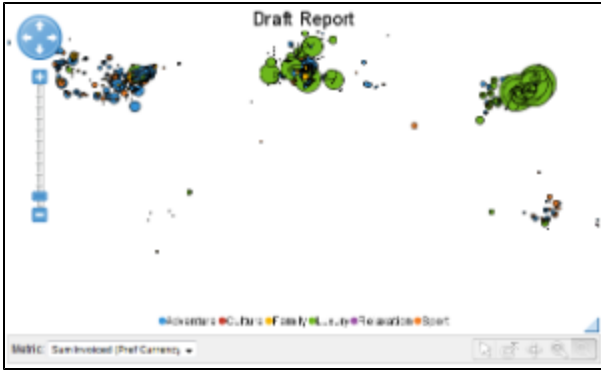 Draft Report
Adventure Culture Family Luxury Relaxation Sport
Metric: Sum Invoiced (Pref Currency)